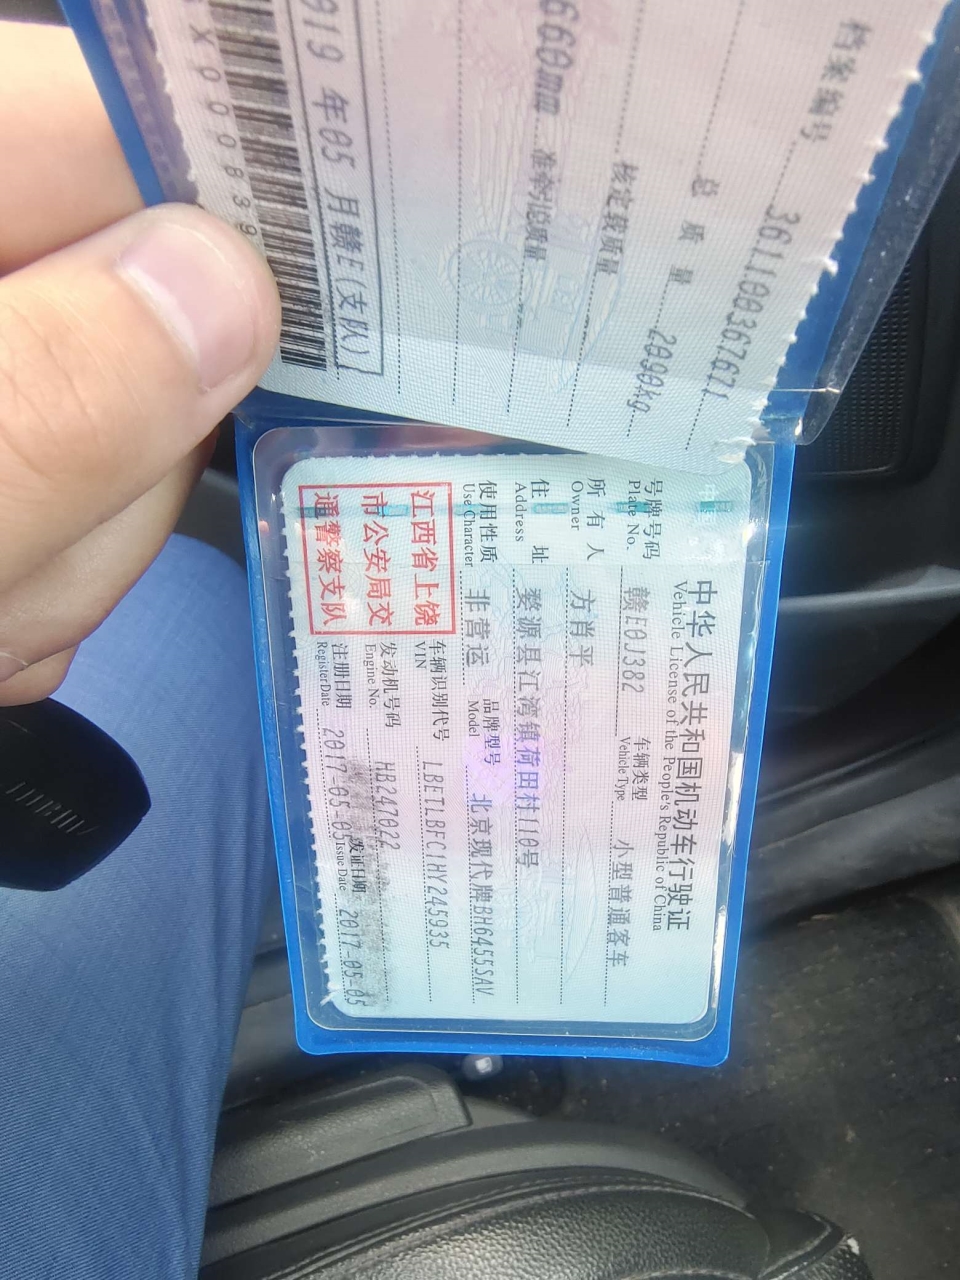 档案编号 361100367671
总质量 2090kg
核定载质量
660mm 准牵引总质量
019年05月赣E(支队)
X000839
中华人民共和国机动车行驶证
Vehicle License of the People's Republic of China
号牌号码 赣E0J382 车辆类型 小型普通客车
Plate No. Vehicle Type
所有人 方肖平
Owner
住址 婺源县江湾镇荷田村110号
Address
使用性质 非营运 品牌型号 北京现代牌BH6455SAV
Use Character Model
江西省上饶
市公安局交
通警察支队
车辆识别代号 LBETLBFC1HY245935
VIN
发动机号码 HB247022
Engine No.
注册日期 2017-05-05 发证日期 2017-05-05
Register Date Issue Date